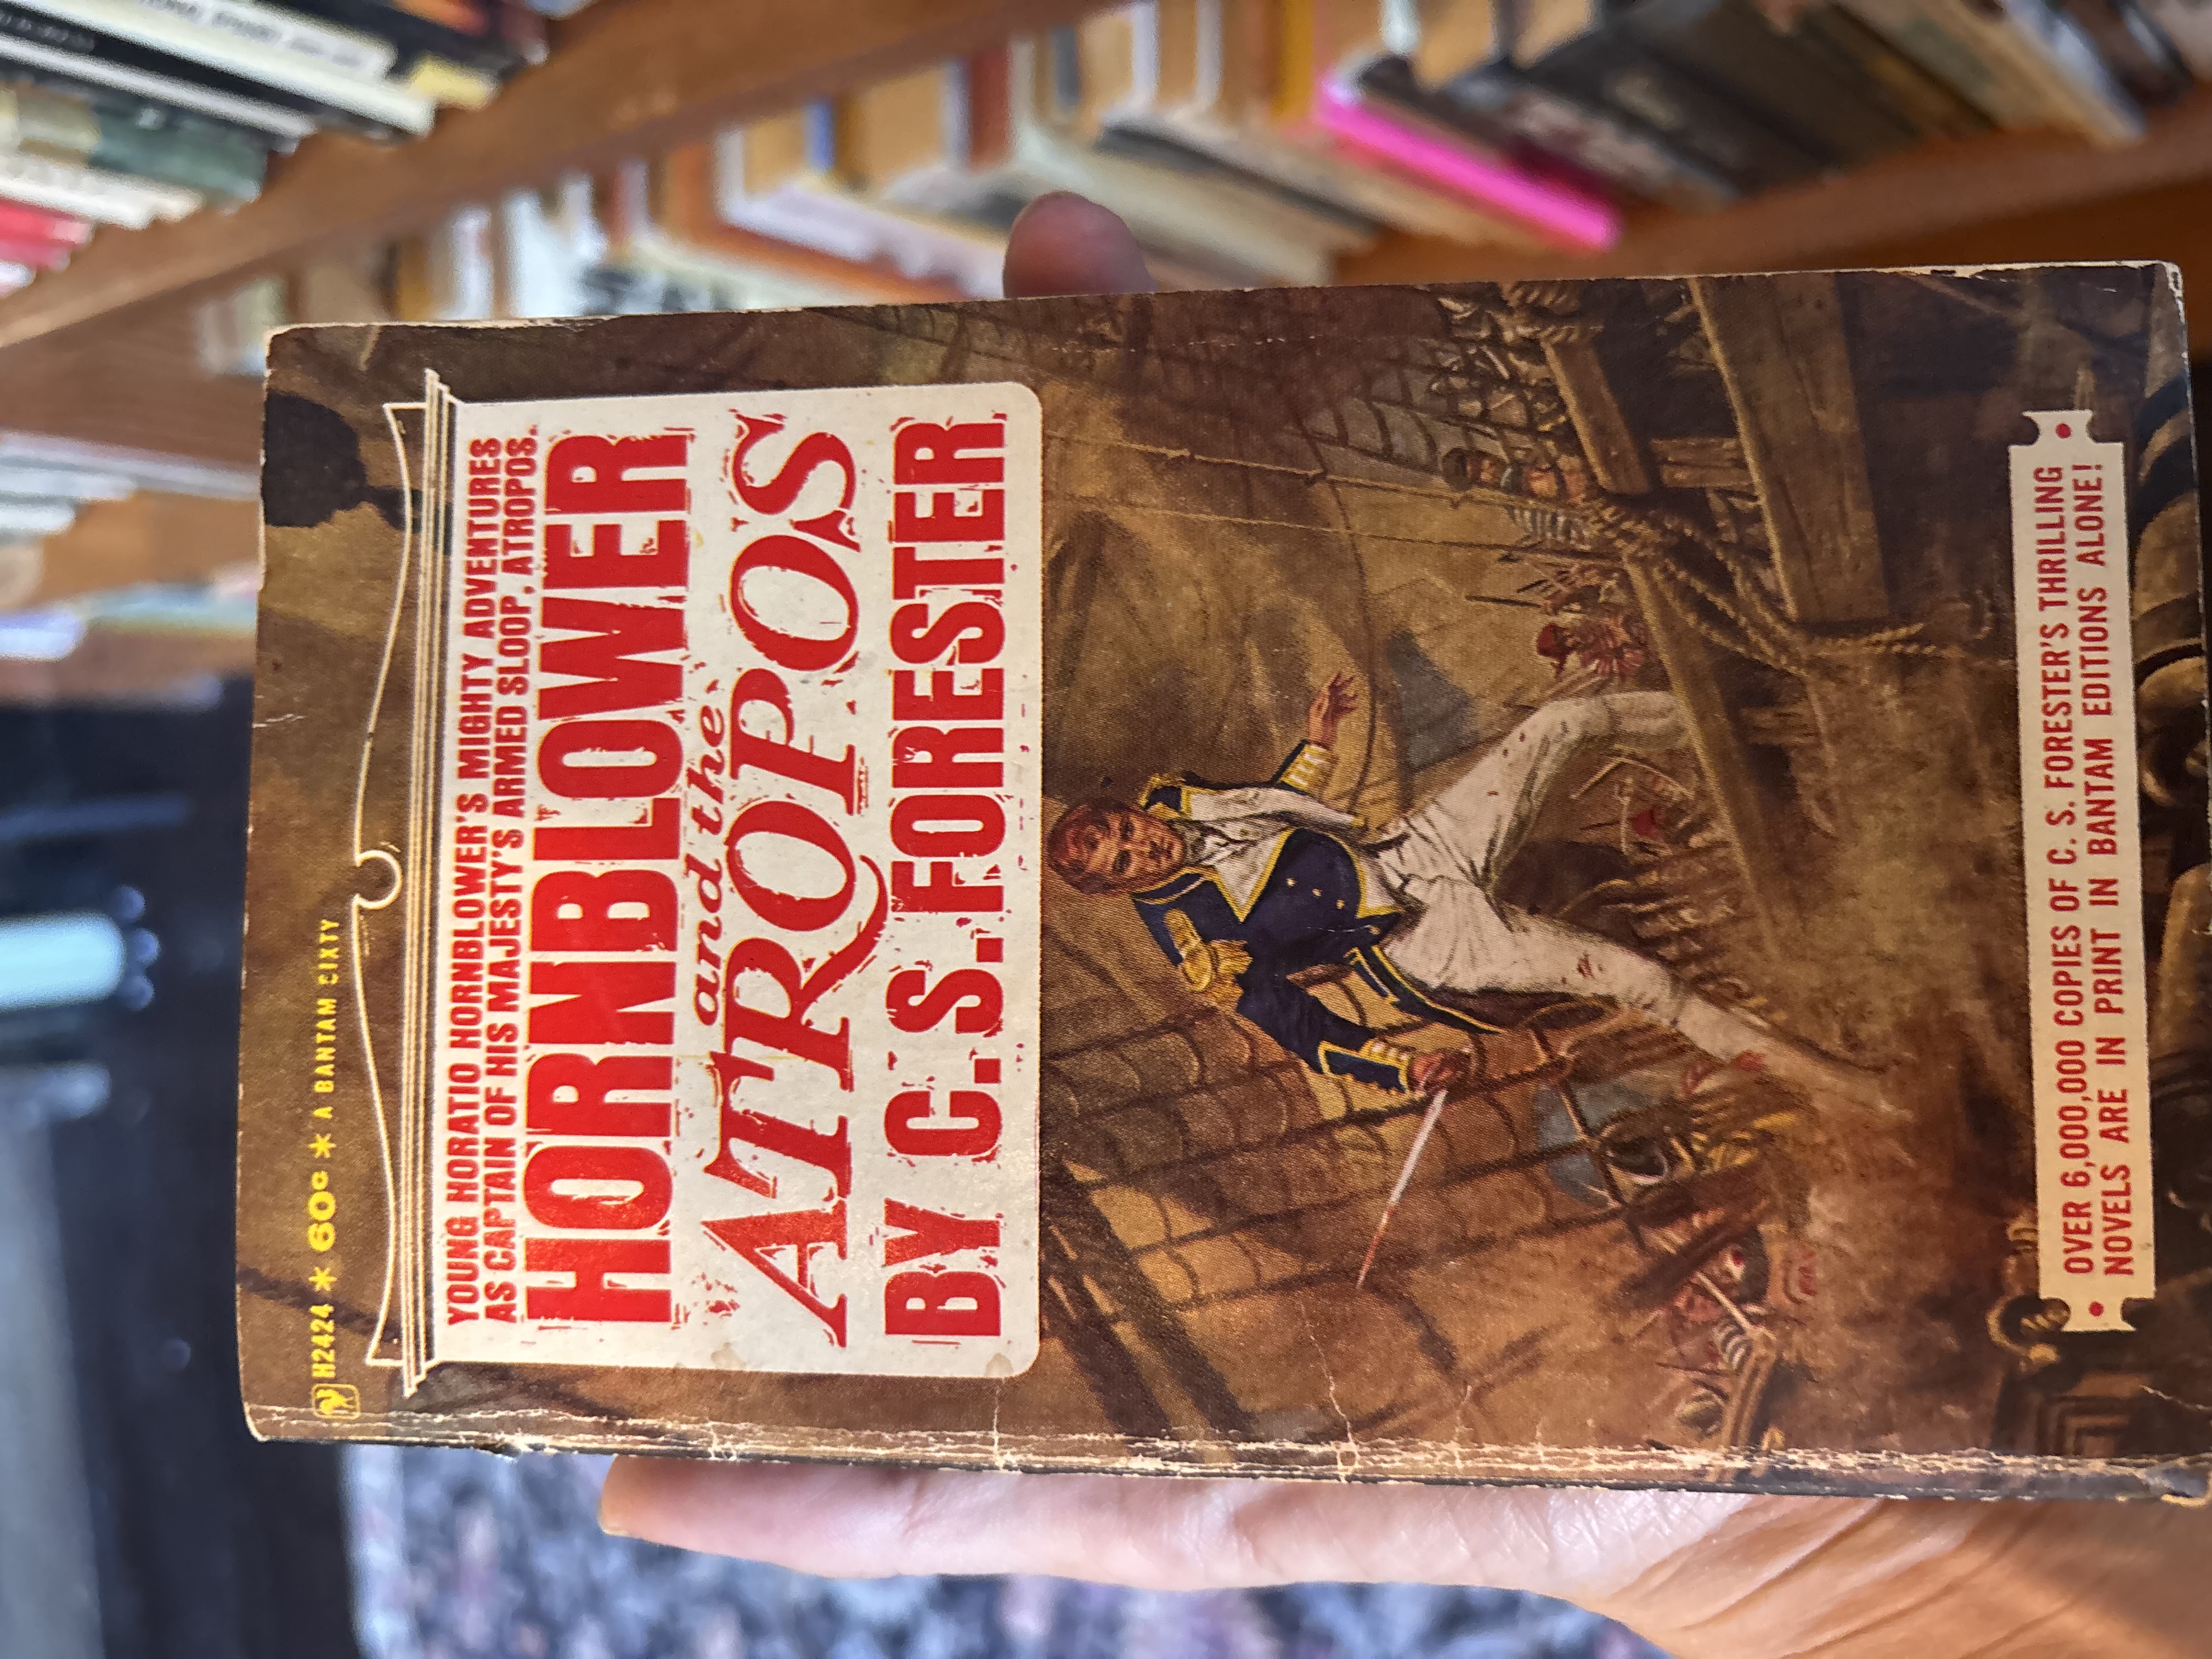 H2424 * 60¢ * A BANTAM SIXTY
YOUNG HORATIO HORNBLOWER'S MIGHTY ADVENTURES
AS CAPTAIN OF HIS MAJESTY'S ARMED SLOOP, ATROPOS.
HORNBLOWER
and the
ATROPOS
BY C.S. FORESTER
OVER 6,000,000 COPIES OF C. S. FORESTER'S THRILLING
NOVELS ARE IN PRINT IN BANTAM EDITIONS ALONE!